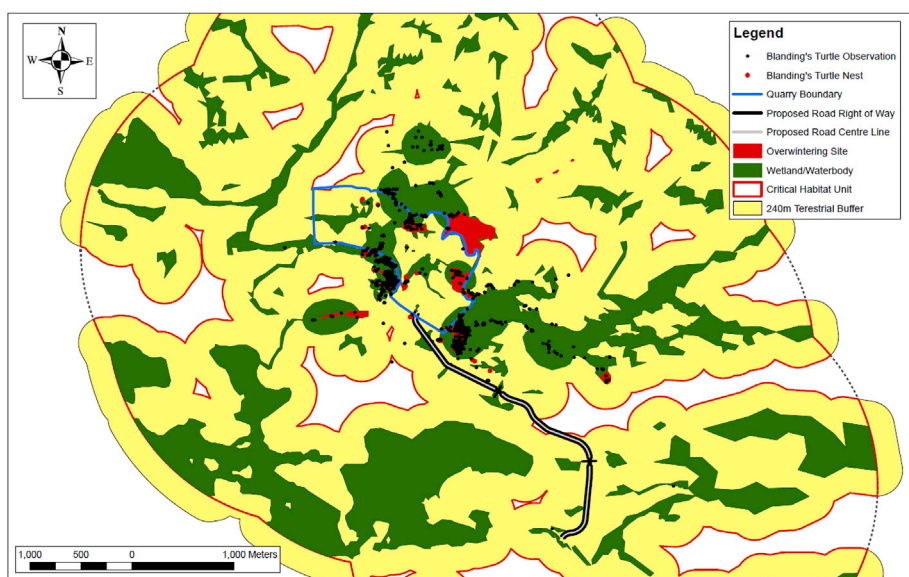 N
W E
S
Legend
Blanding's Turtle Observation
Blanding's Turtle Nest
Quarry Boundary
Proposed Road Right of Way
Proposed Road Centre Line
Overwintering Site
Wetland/Waterbody
Critical Habitat Unit
240m Terestrial Buffer
1,000 500 0 1,000 Meters